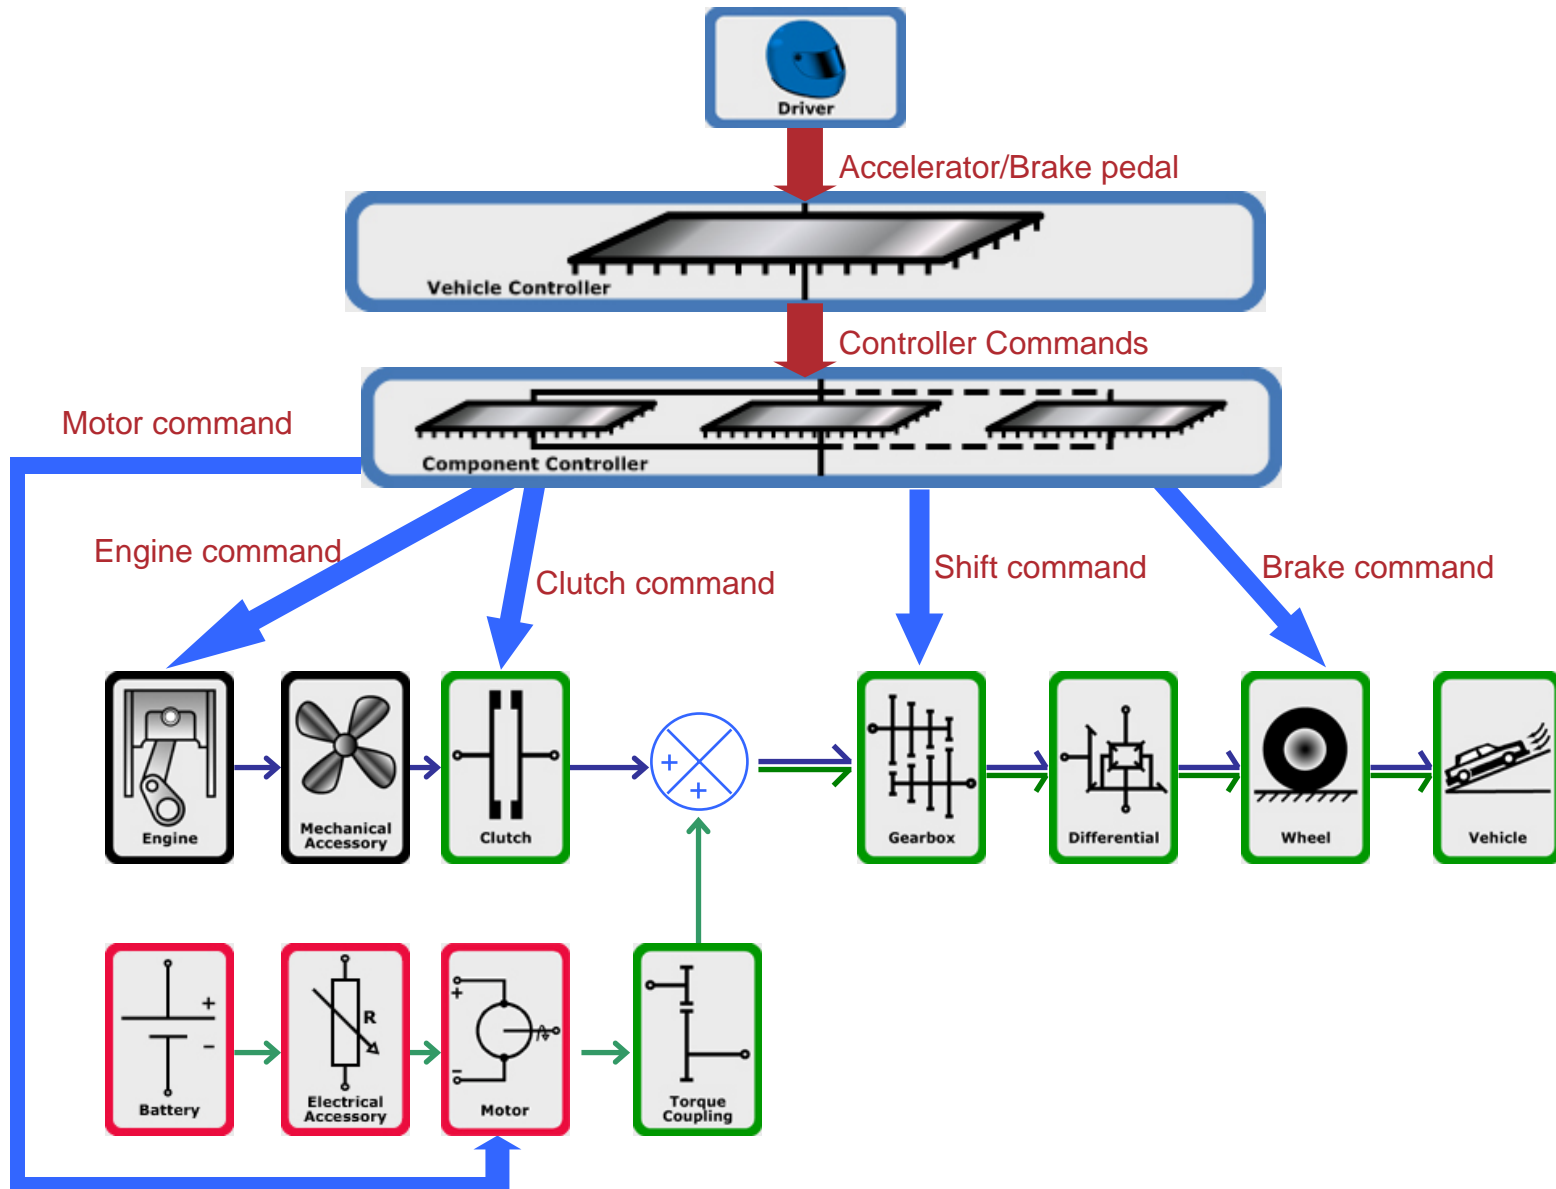 Driver
Accelerator/Brake pedal
Vehicle Controller
Controller Commands
Motor command
Component Controller
Engine command
Clutch command
Shift command
Brake command
Engine
Mechanical
Accessory
Clutch
+
+
Gearbox
Differential
Wheel
Vehicle
+
−
Battery
R
Electrical
Accessory
+
−
Motor
Torque
Coupling